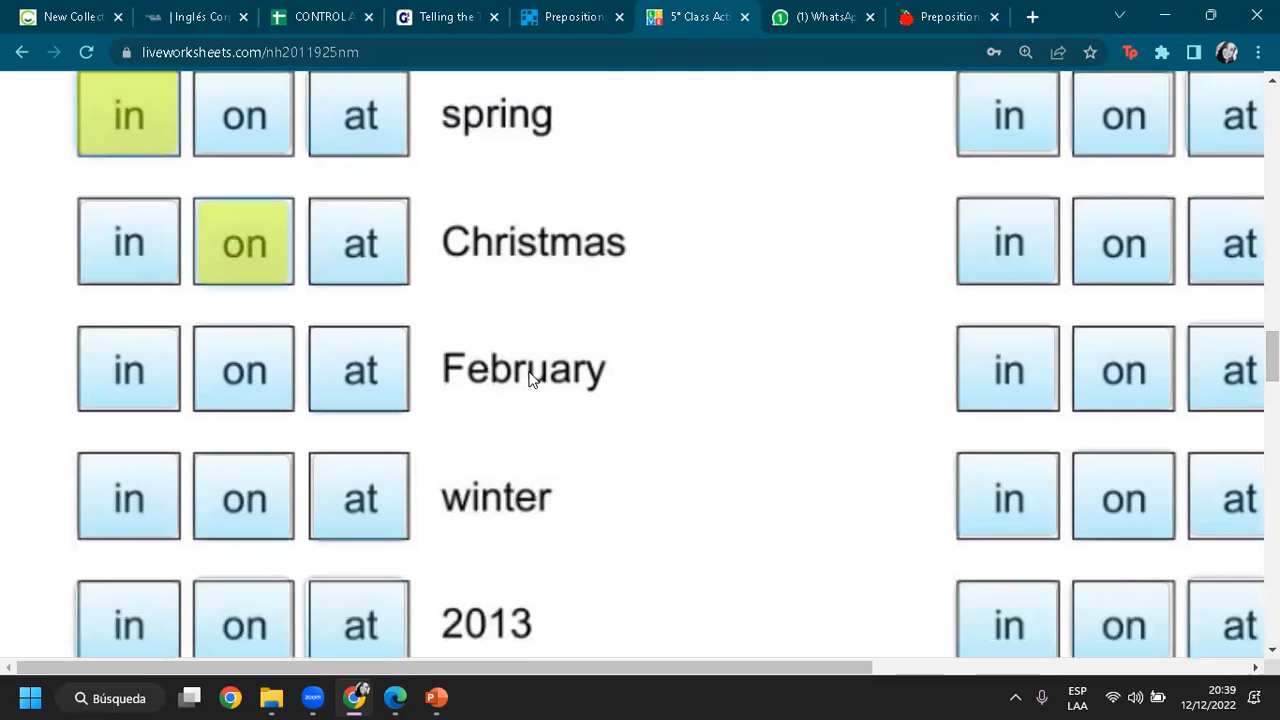 New Collect
| Inglés Corp
CONTROL A
Telling the T
Preposition
5° Class Acti
(1) WhatsAp
Preposition
liveworksheets.com/nh2011925nm
in on at spring in on at
in on at Christmas in on at
in on at February in on at
in on at winter in on at
in on at 2013 in on at
Búsqueda
zoom
ESP
LAA
20:39
12/12/2022